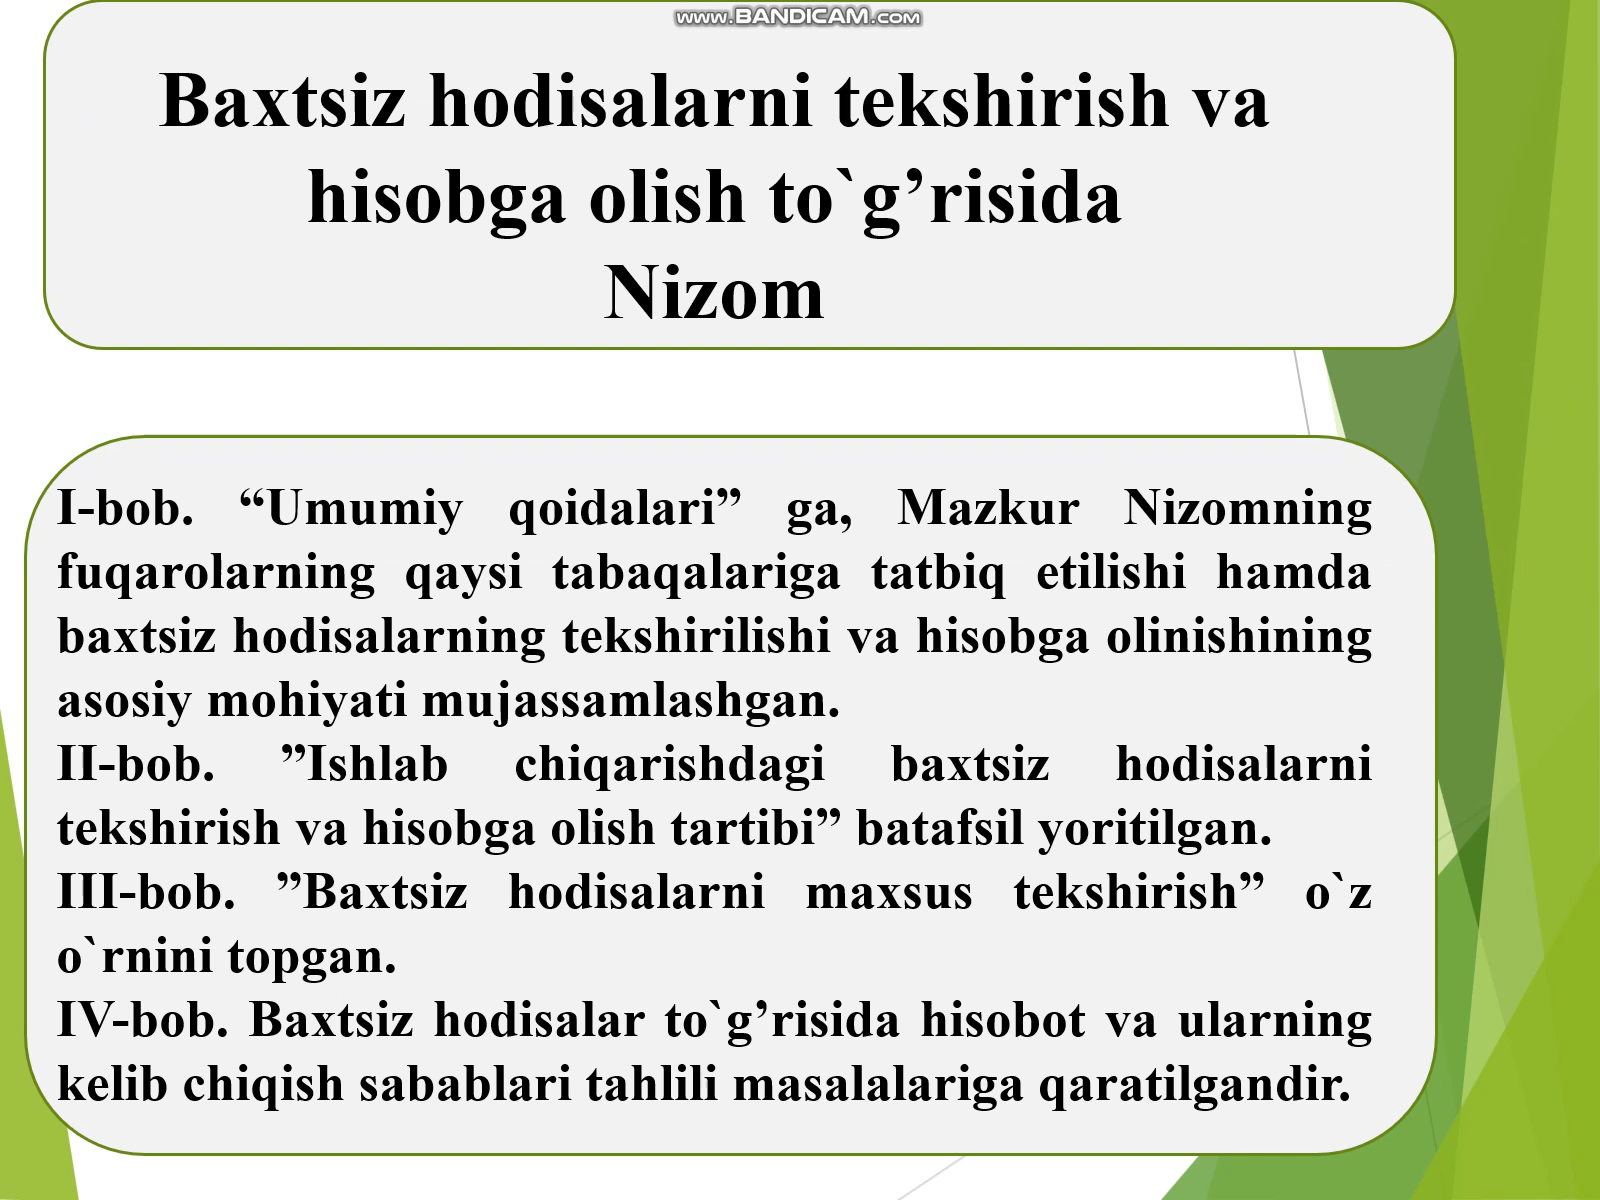 www.BANDICAM.com
Baxtsiz hodisalarni tekshirish va
hisobga olish to`g’risida
Nizom
I-bob. “Umumiy qoidalari” ga, Mazkur Nizomning
fuqarolarning qaysi tabaqalariga tatbiq etilishi hamda
baxtsiz hodisalarning tekshirilishi va hisobga olinishining
asosiy mohiyati mujassamlashgan.
II-bob. ”Ishlab chiqarishdagi baxtsiz hodisalarni
tekshirish va hisobga olish tartibi” batafsil yoritilgan.
III-bob. ”Baxtsiz hodisalarni maxsus tekshirish” o`z
o`rnini topgan.
IV-bob. Baxtsiz hodisalar to`g’risida hisobot va ularning
kelib chiqish sabablari tahlili masalalariga qaratilgandir.